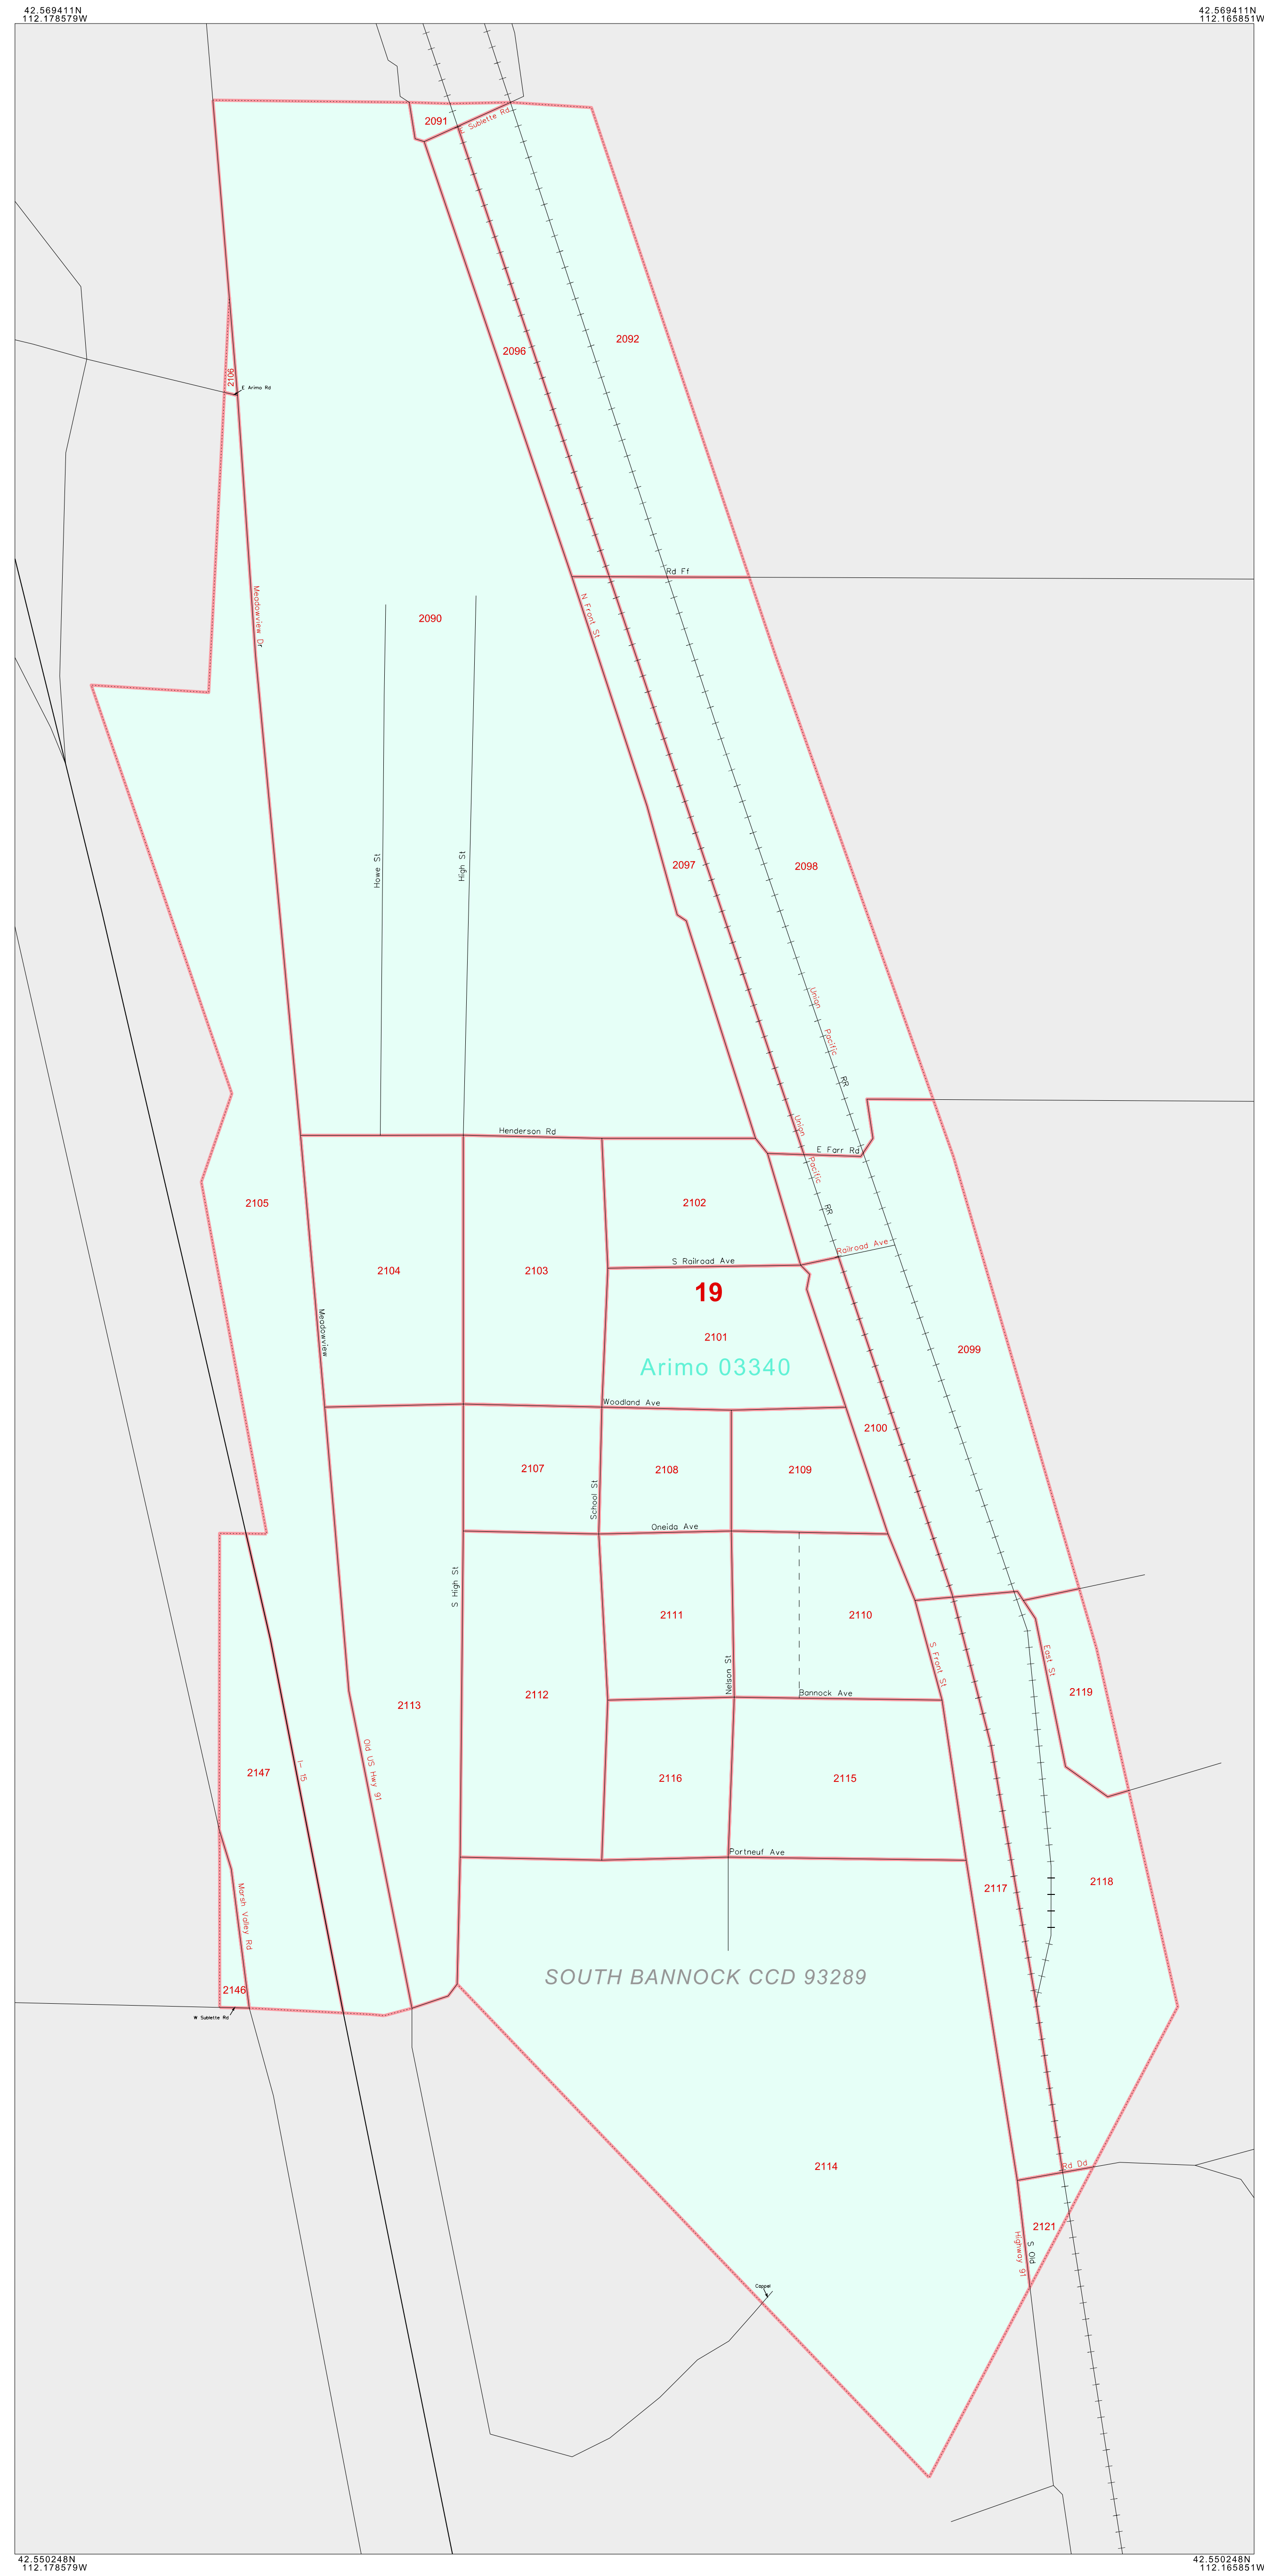 42.569411N
112.178579W
42.569411N
112.165851W
2091
E Sublette Rd
2092
2096
2106
E Arimo Rd
Rd Ff
N Front St
Meadowview Dr
2090
Howe St
High St
2097
2098
Union Pacific RR
Henderson Rd
Union Pacific RR
E Farr Rd
2105
2102
2104
2103
S Railroad Ave
Railroad Ave
19
2101
Arimo 03340
Meadowview
2099
Woodland Ave
2100
2107
2108
2109
School St
Oneida Ave
S High St
2111
2110
Nelson St
S Front St
East St
2119
2112
Bannock Ave
2113
2147
I- 15
Old US Hwy 91
2116
2115
Portneuf Ave
2117
2118
Marsh Valley Rd
SOUTH BANNOCK CCD 93289
2146
W Sublette Rd
2114
Rd Dd
2121
S Old
Highway 91
Cappel
42.550248N
112.178579W
42.550248N
112.165851W